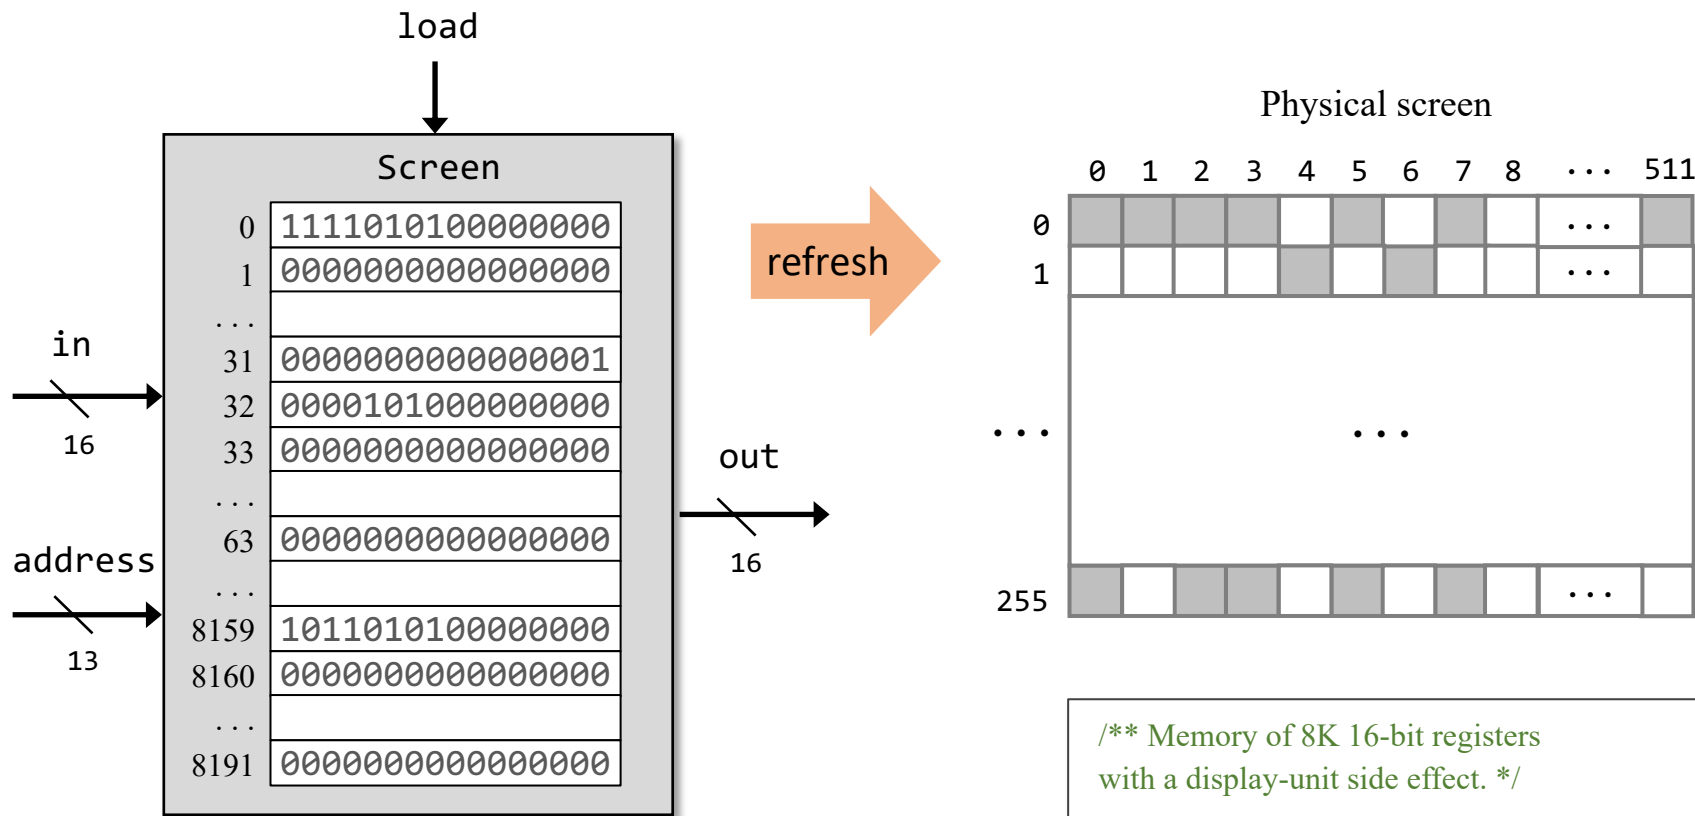 load
Screen
0 1111010100000000
1 0000000000000000
...
31 0000000000000001
32 0000101000000000
33 0000000000000000
...
63 0000000000000000
...
8159 1011010100000000
8160 0000000000000000
...
8191 0000000000000000
in
16
address
13
out
16
refresh
Physical screen
0 1 2 3 4 5 6 7 8 ... 511
0 ...
1 ...
... ...
255 ...
/** Memory of 8K 16-bit registers
with a display-unit side effect. */